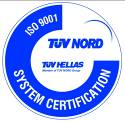 ISO 9001
TÜV NORD
TÜV HELLAS
Member of TÜV NORD Group
SYSTEM CERTIFICATION